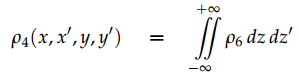 ρ₄(x, x′, y, y′) = ∬₋∞⁺∞ ρ₆ dz dz′